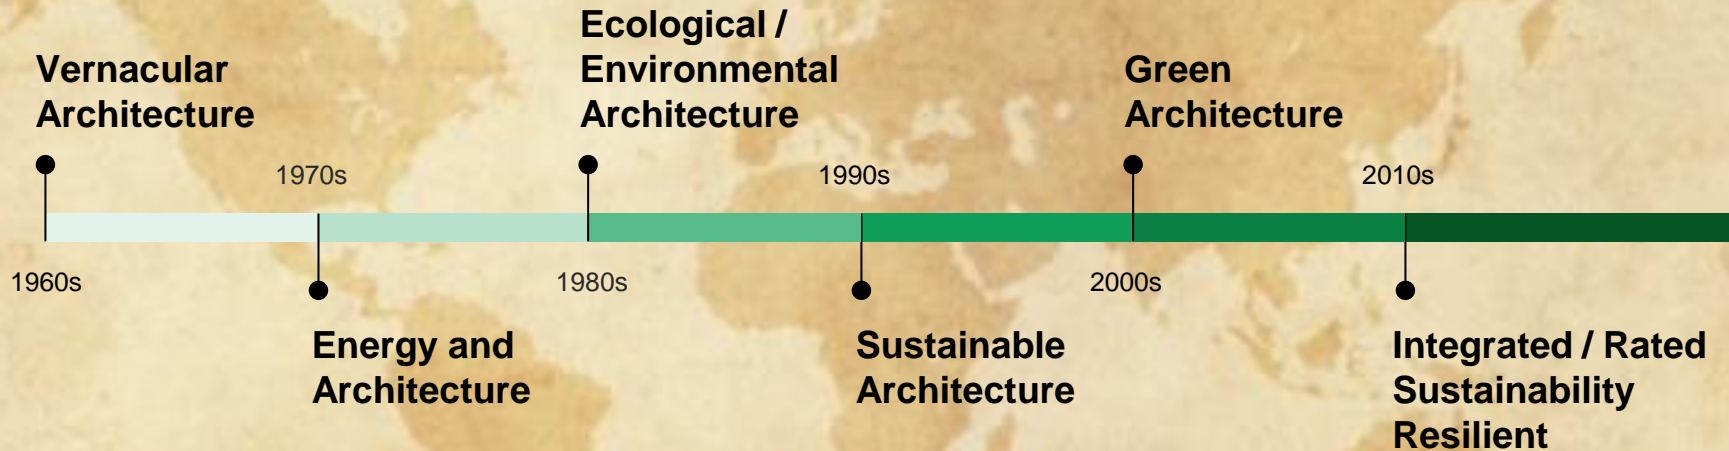 Vernacular
Architecture
1960s
1970s
Energy and
Architecture
Ecological /
Environmental
Architecture
1980s
1990s
Sustainable
Architecture
Green
Architecture
2000s
2010s
Integrated / Rated
Sustainability
Resilient